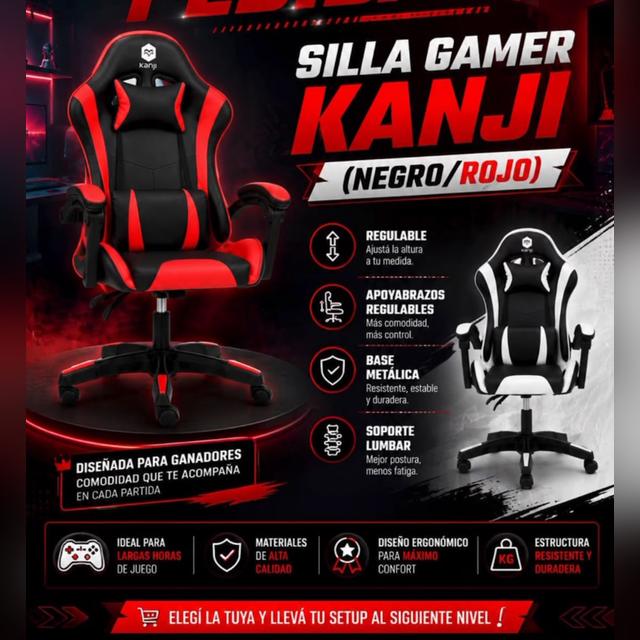 SILLA GAMER
KANJI
(NEGRO/ROJO)
Kanji
REGULABLE
Ajustá la altura
a tu medida.
APOYABRAZOS
REGULABLES
Más comodidad,
más control.
BASE
METÁLICA
Resistente, estable
y duradera.
SOPORTE
LUMBAR
Mejor postura,
menos fatiga.
DISEÑADA PARA GANADORES
COMODIDAD QUE TE ACOMPAÑA
EN CADA PARTIDA
IDEAL PARA
LARGAS HORAS
DE JUEGO
MATERIALES
DE ALTA
CALIDAD
DISEÑO ERGONÓMICO
PARA MÁXIMO
CONFORT
KG
ESTRUCTURA
RESISTENTE Y
DURADERA
ELEGÍ LA TUYA Y LLEVÁ TU SETUP AL SIGUIENTE NIVEL !